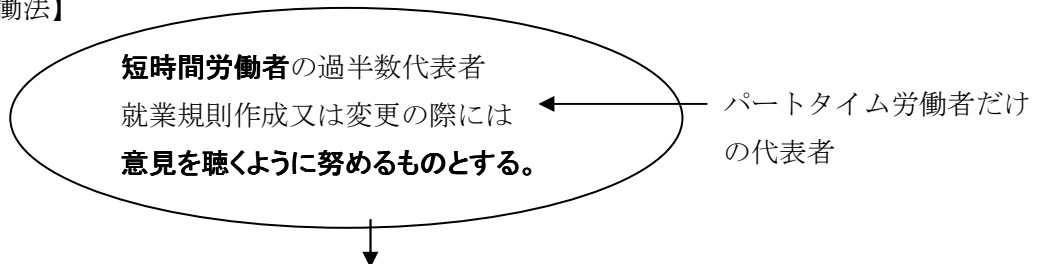 働法】
短時間労働者の過半数代表者
就業規則作成又は変更の際には
意見を聴くように努めるものとする。
パートタイム労働者だけ
の代表者